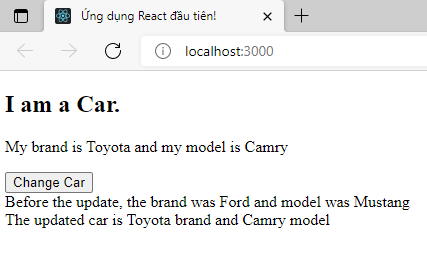 Ứng dụng React đầu tiên!
localhost:3000
I am a Car.
My brand is Toyota and my model is Camry
Change Car
Before the update, the brand was Ford and model was Mustang
The updated car is Toyota brand and Camry model